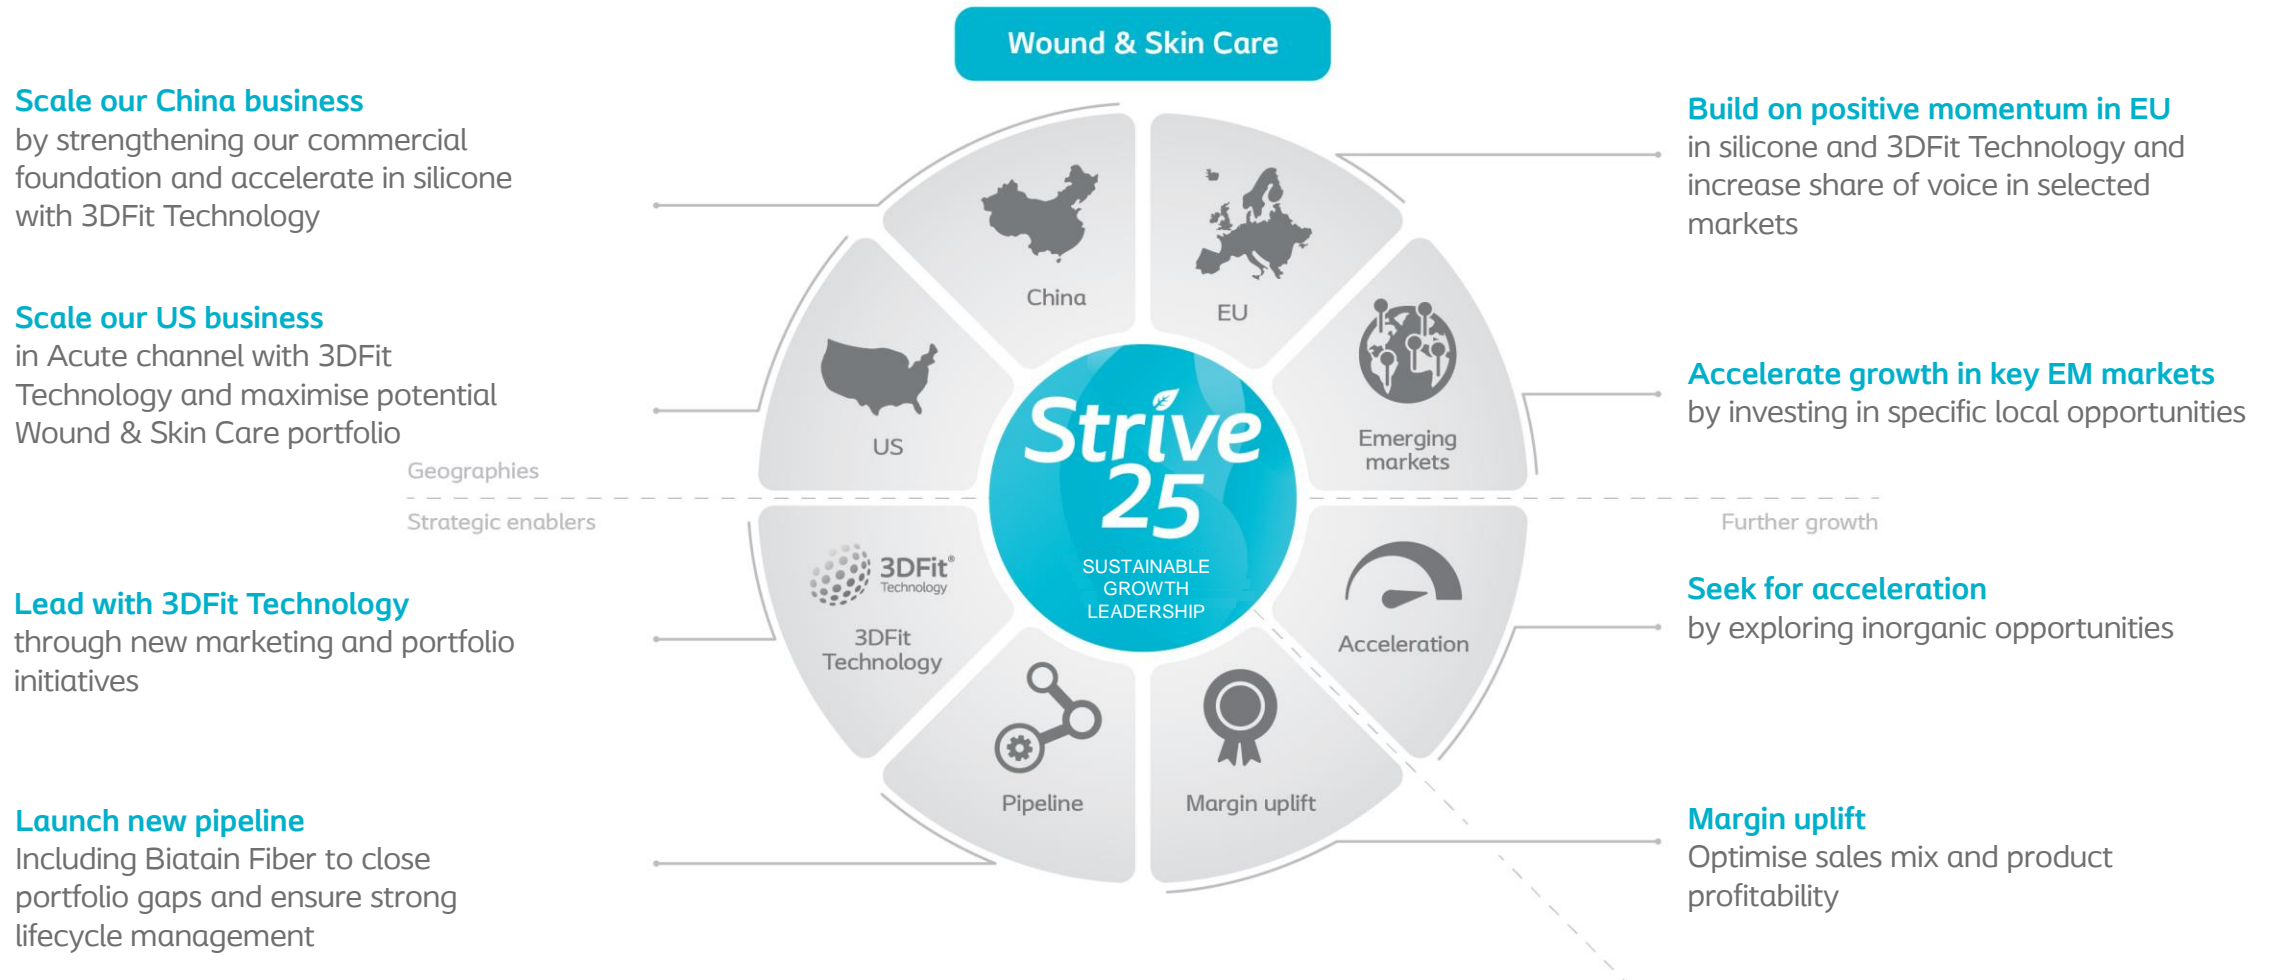 Wound & Skin Care
Scale our China business
by strengthening our commercial
foundation and accelerate in silicone
with 3DFit Technology
Scale our US business
in Acute channel with 3DFit
Technology and maximise potential
Wound & Skin Care portfolio
Geographies
Strategic enablers
Lead with 3DFit Technology
through new marketing and portfolio
initiatives
Launch new pipeline
Including Biatain Fiber to close
portfolio gaps and ensure strong
lifecycle management
China
EU
US
Emerging
markets
Strive
25
SUSTAINABLE
GROWTH
LEADERSHIP
3DFit®
Technology
3DFit
Technology
Acceleration
Pipeline
Margin uplift
Build on positive momentum in EU
in silicone and 3DFit Technology and
increase share of voice in selected
markets
Accelerate growth in key EM markets
by investing in specific local opportunities
Further growth
Seek for acceleration
by exploring inorganic opportunities
Margin uplift
Optimise sales mix and product
profitability